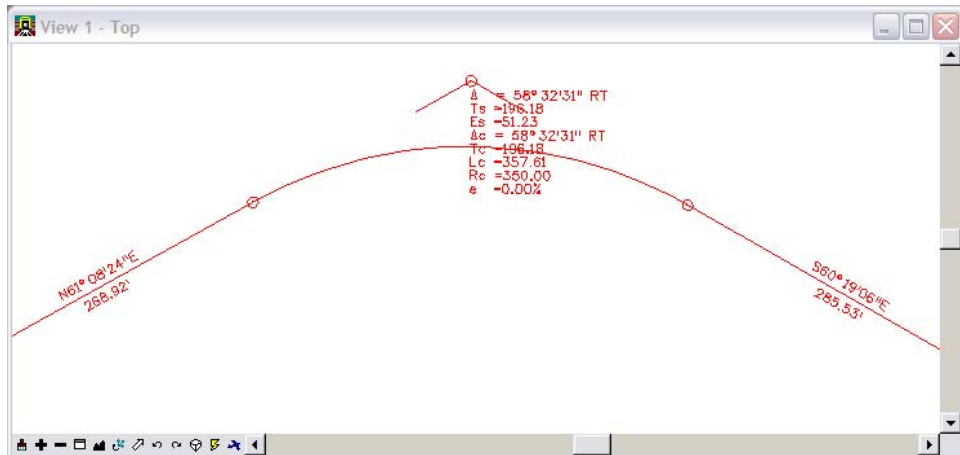 View 1 - Top
Δ = 58°32'31" RT
Ts =196.18
Es =51.23
Δc = 58°32'31" RT
Tc =196.18
Lc =357.61
Rc =350.00
e =0.00%
N61°08'24"E
268.92'
S60°19'06"E
285.53'